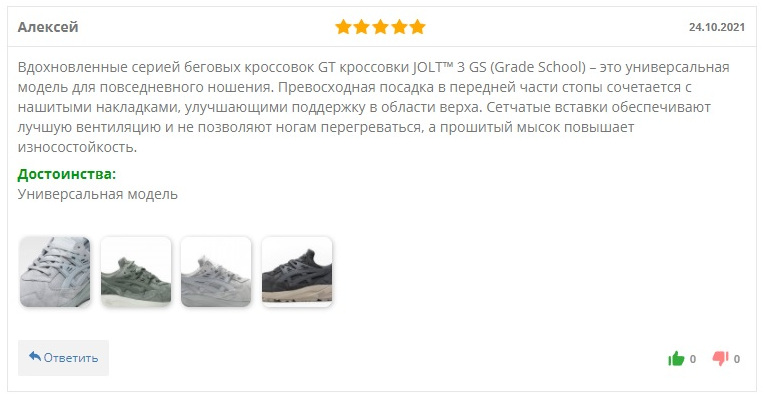 Алексей
24.10.2021
Вдохновленные серией беговых кроссовок GT кроссовки JOLT™ 3 GS (Grade School) – это универсальная
модель для повседневного ношения. Превосходная посадка в передней части стопы сочетается с
нашитыми накладками, улучшающими поддержку в области верха. Сетчатые вставки обеспечивают
лучшую вентиляцию и не позволяют ногам перегреваться, а прошитый мысок повышает
износостойкость.
Достоинства:
Универсальная модель
Ответить
0
0